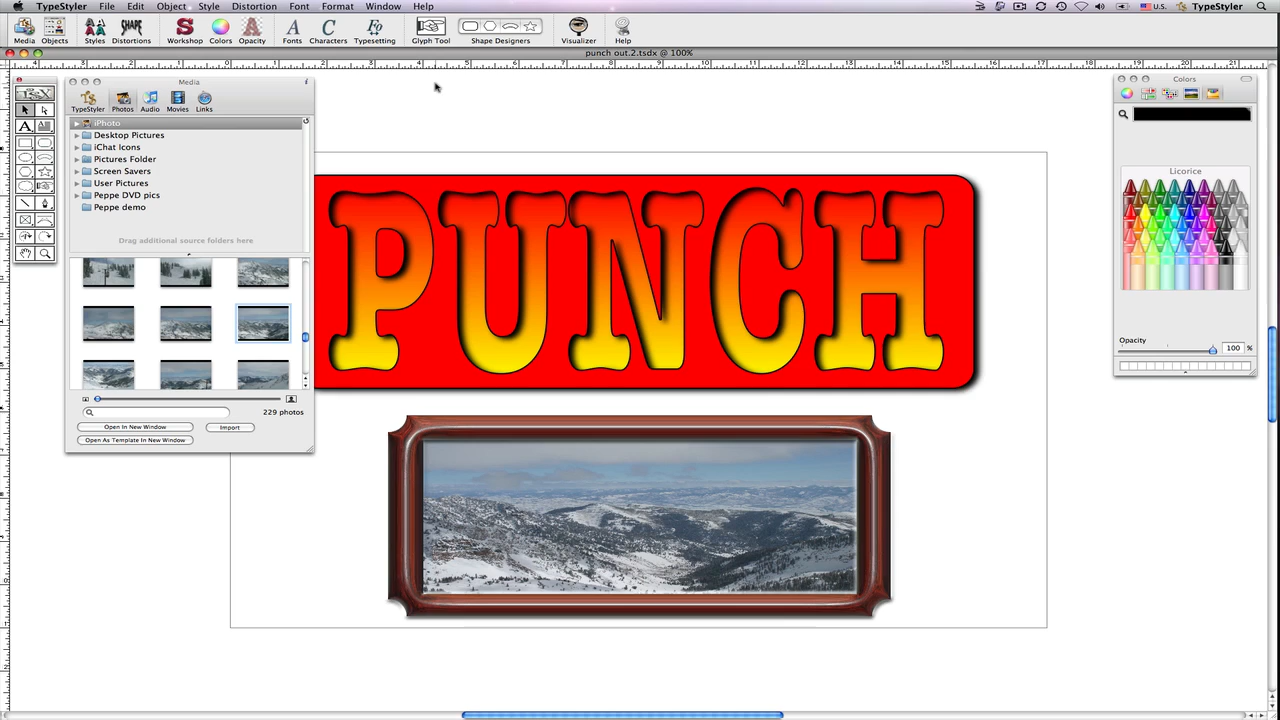 TypeStyler File Edit Object Style Distortion Font Format Window Help U.S. TypeStyler
Media Objects Styles Distortions Workshop Colors Opacity Fonts Characters Typesetting Glyph Tool Shape Designers Visualizer Help
SHAPE
punch out.2.tsdx @ 100%
Media
TypeStyler Photos Audio Movies Links
iPhoto
Desktop Pictures
iChat Icons
Pictures Folder
Screen Savers
User Pictures
Peppe DVD pics
Peppe demo
Drag additional source folders here
229 photos
Open In New Window Import
Open As Template In New Window
PUNCH
Colors
Licorice
Opacity
100 %